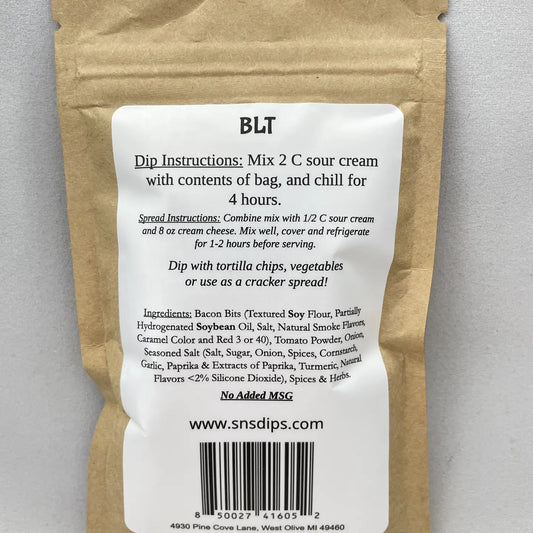 BLT
Dip Instructions: Mix 2 C sour cream
with contents of bag, and chill for
4 hours.
Spread Instructions: Combine mix with 1/2 C sour cream
and 8 oz cream cheese. Mix well, cover and refrigerate
for 1-2 hours before serving.
Dip with tortilla chips, vegetables
or use as a cracker spread!
Ingredients: Bacon Bits (Textured Soy Flour, Partially
Hydrogenated Soybean Oil, Salt, Natural Smoke Flavors,
Caramel Color and Red 3 or 40), Tomato Powder, Onion,
Seasoned Salt (Salt, Sugar, Onion, Spices, Cornstarch,
Garlic, Paprika & Extracts of Paprika, Turmeric, Natural
Flavors <2% Silicone Dioxide), Spices & Herbs.
No Added MSG
www.snsdips.com
8 50027 41605 2
4930 Pine Cove Lane, West Olive MI 49460